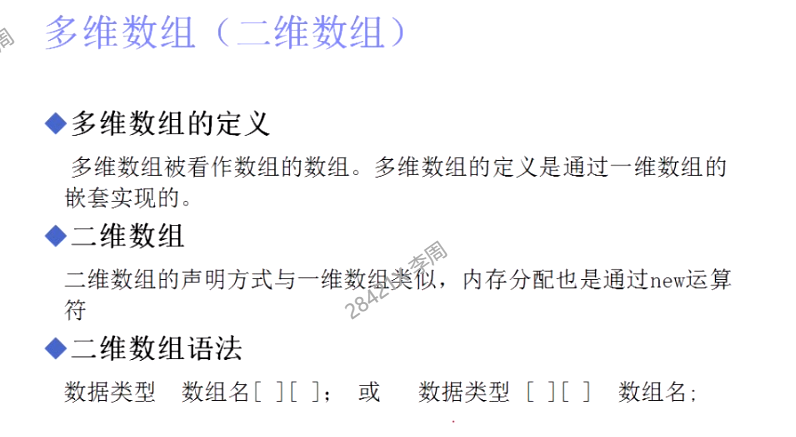 多维数组（二维数组）
周
◆多维数组的定义
多维数组被看作数组的数组。多维数组的定义是通过一维数组的
嵌套实现的。
◆二维数组
二维数组的声明方式与一维数组类似，内存分配也是通过new运算
符
◆二维数组语法
数据类型 数组名[ ][ ]; 或 数据类型 [ ][ ] 数组名;